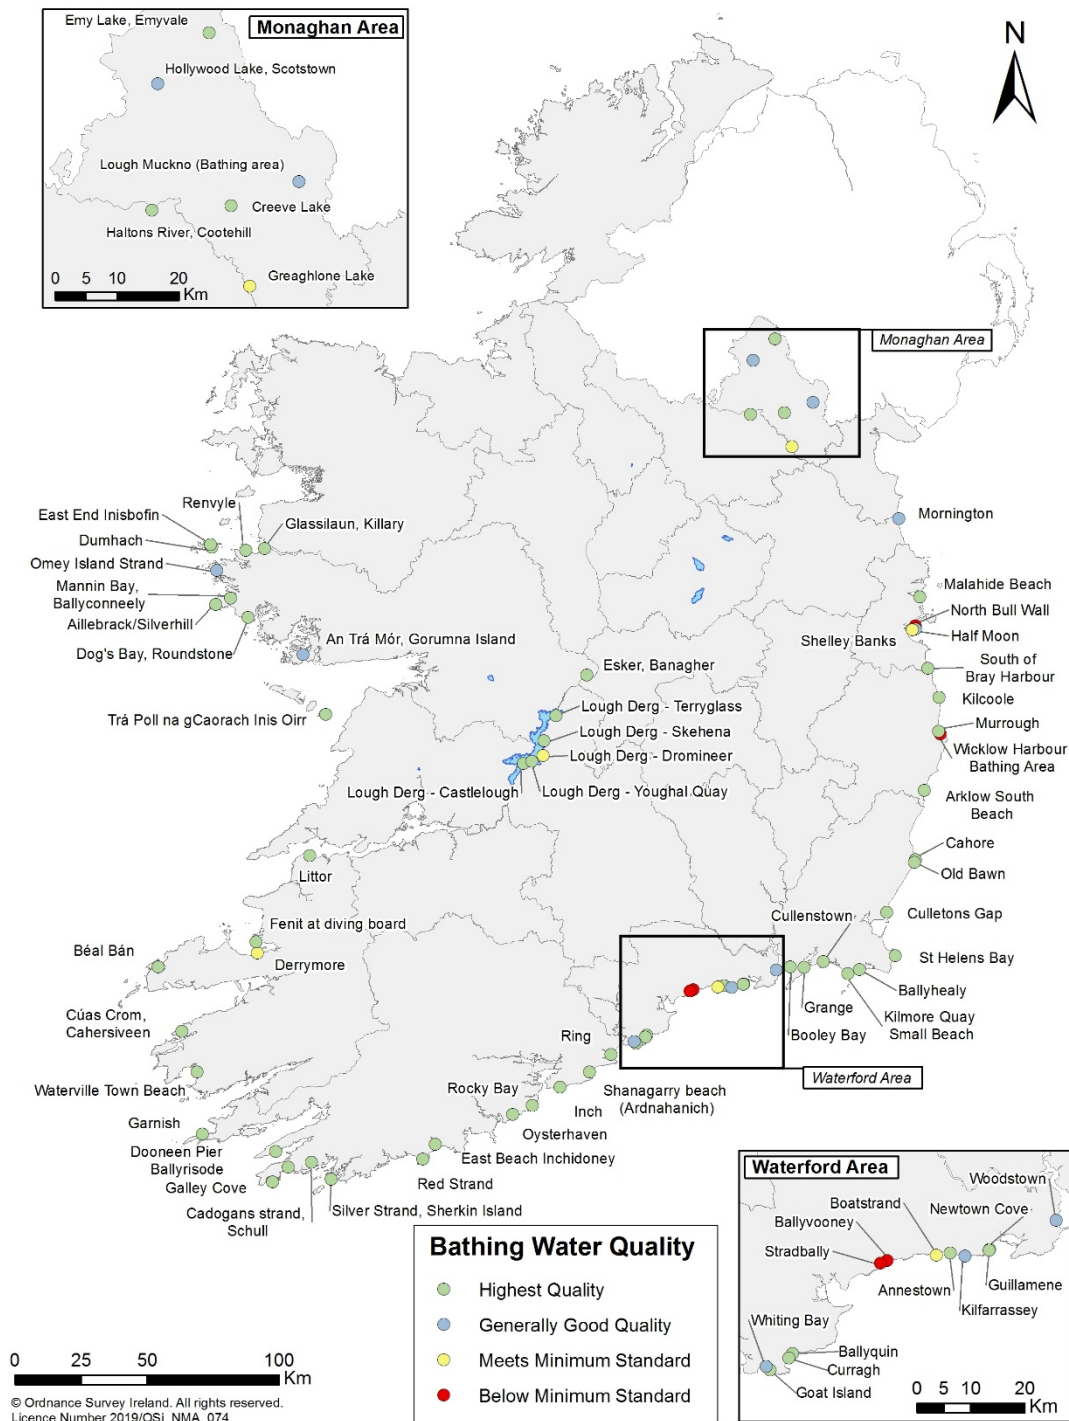 Emy Lake, Emyvale
Monaghan Area
Hollywood Lake, Scotstown
Lough Muckno (Bathing area)
Creeve Lake
Haltons River, Cootehill
Greaghlone Lake
0 5 10 20
Km
N
Monaghan Area
Renvyle
East End Inisbofin
Glassilaun, Killary
Dumhach
Omey Island Strand
Mannin Bay,
Ballyconneely
Aillebrack/Silverhill
Dog's Bay, Roundstone
An Trá Mór, Gorumna Island
Trá Poll na gCaorach Inis Oirr
Mornington
Malahide Beach
North Bull Wall
Shelley Banks
Half Moon
South of
Bray Harbour
Kilcoole
Murrough
Wicklow Harbour
Bathing Area
Arklow South
Beach
Cahore
Old Bawn
Culletons Gap
St Helens Bay
Esker, Banagher
Lough Derg - Terryglass
Lough Derg - Skehena
Lough Derg - Dromineer
Lough Derg - Castlelough
Lough Derg - Youghal Quay
Littor
Fenit at diving board
Béal Bán
Derrymore
Cúas Crom,
Cahersiveen
Waterville Town Beach
Garnish
Dooneen Pier
Ballyrisode
Galley Cove
Cadogans strand,
Schull
Silver Strand, Sherkin Island
Red Strand
East Beach Inchidoney
Oysterhaven
Rocky Bay
Inch
Shanagarry beach
(Ardnahanich)
Ring
Cullenstown
Ballyhealy
Grange
Kilmore Quay
Small Beach
Booley Bay
Waterford Area
Waterford Area
Woodstown
Boatstrand
Newtown Cove
Ballyvooney
Stradbally
Annestown
Guillamene
Kilfarrassey
Whiting Bay
Ballyquin
Curragh
Goat Island
0 5 10 20
Km
Bathing Water Quality
Highest Quality
Generally Good Quality
Meets Minimum Standard
Below Minimum Standard
0 25 50 100
Km
© Ordnance Survey Ireland. All rights reserved.
Licence Number 2019/OSi_NMA_074